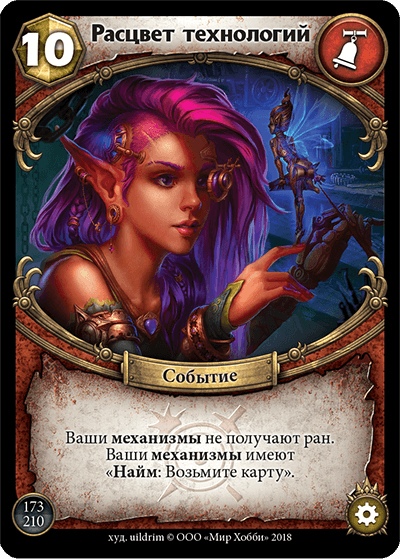 10
Расцвет технологий
Событие
Ваши механизмы не получают ран.
Ваши механизмы имеют
«Найм: Возьмите карту».
173
210
худ. uildrim © ООО «Мир Хобби» 2018